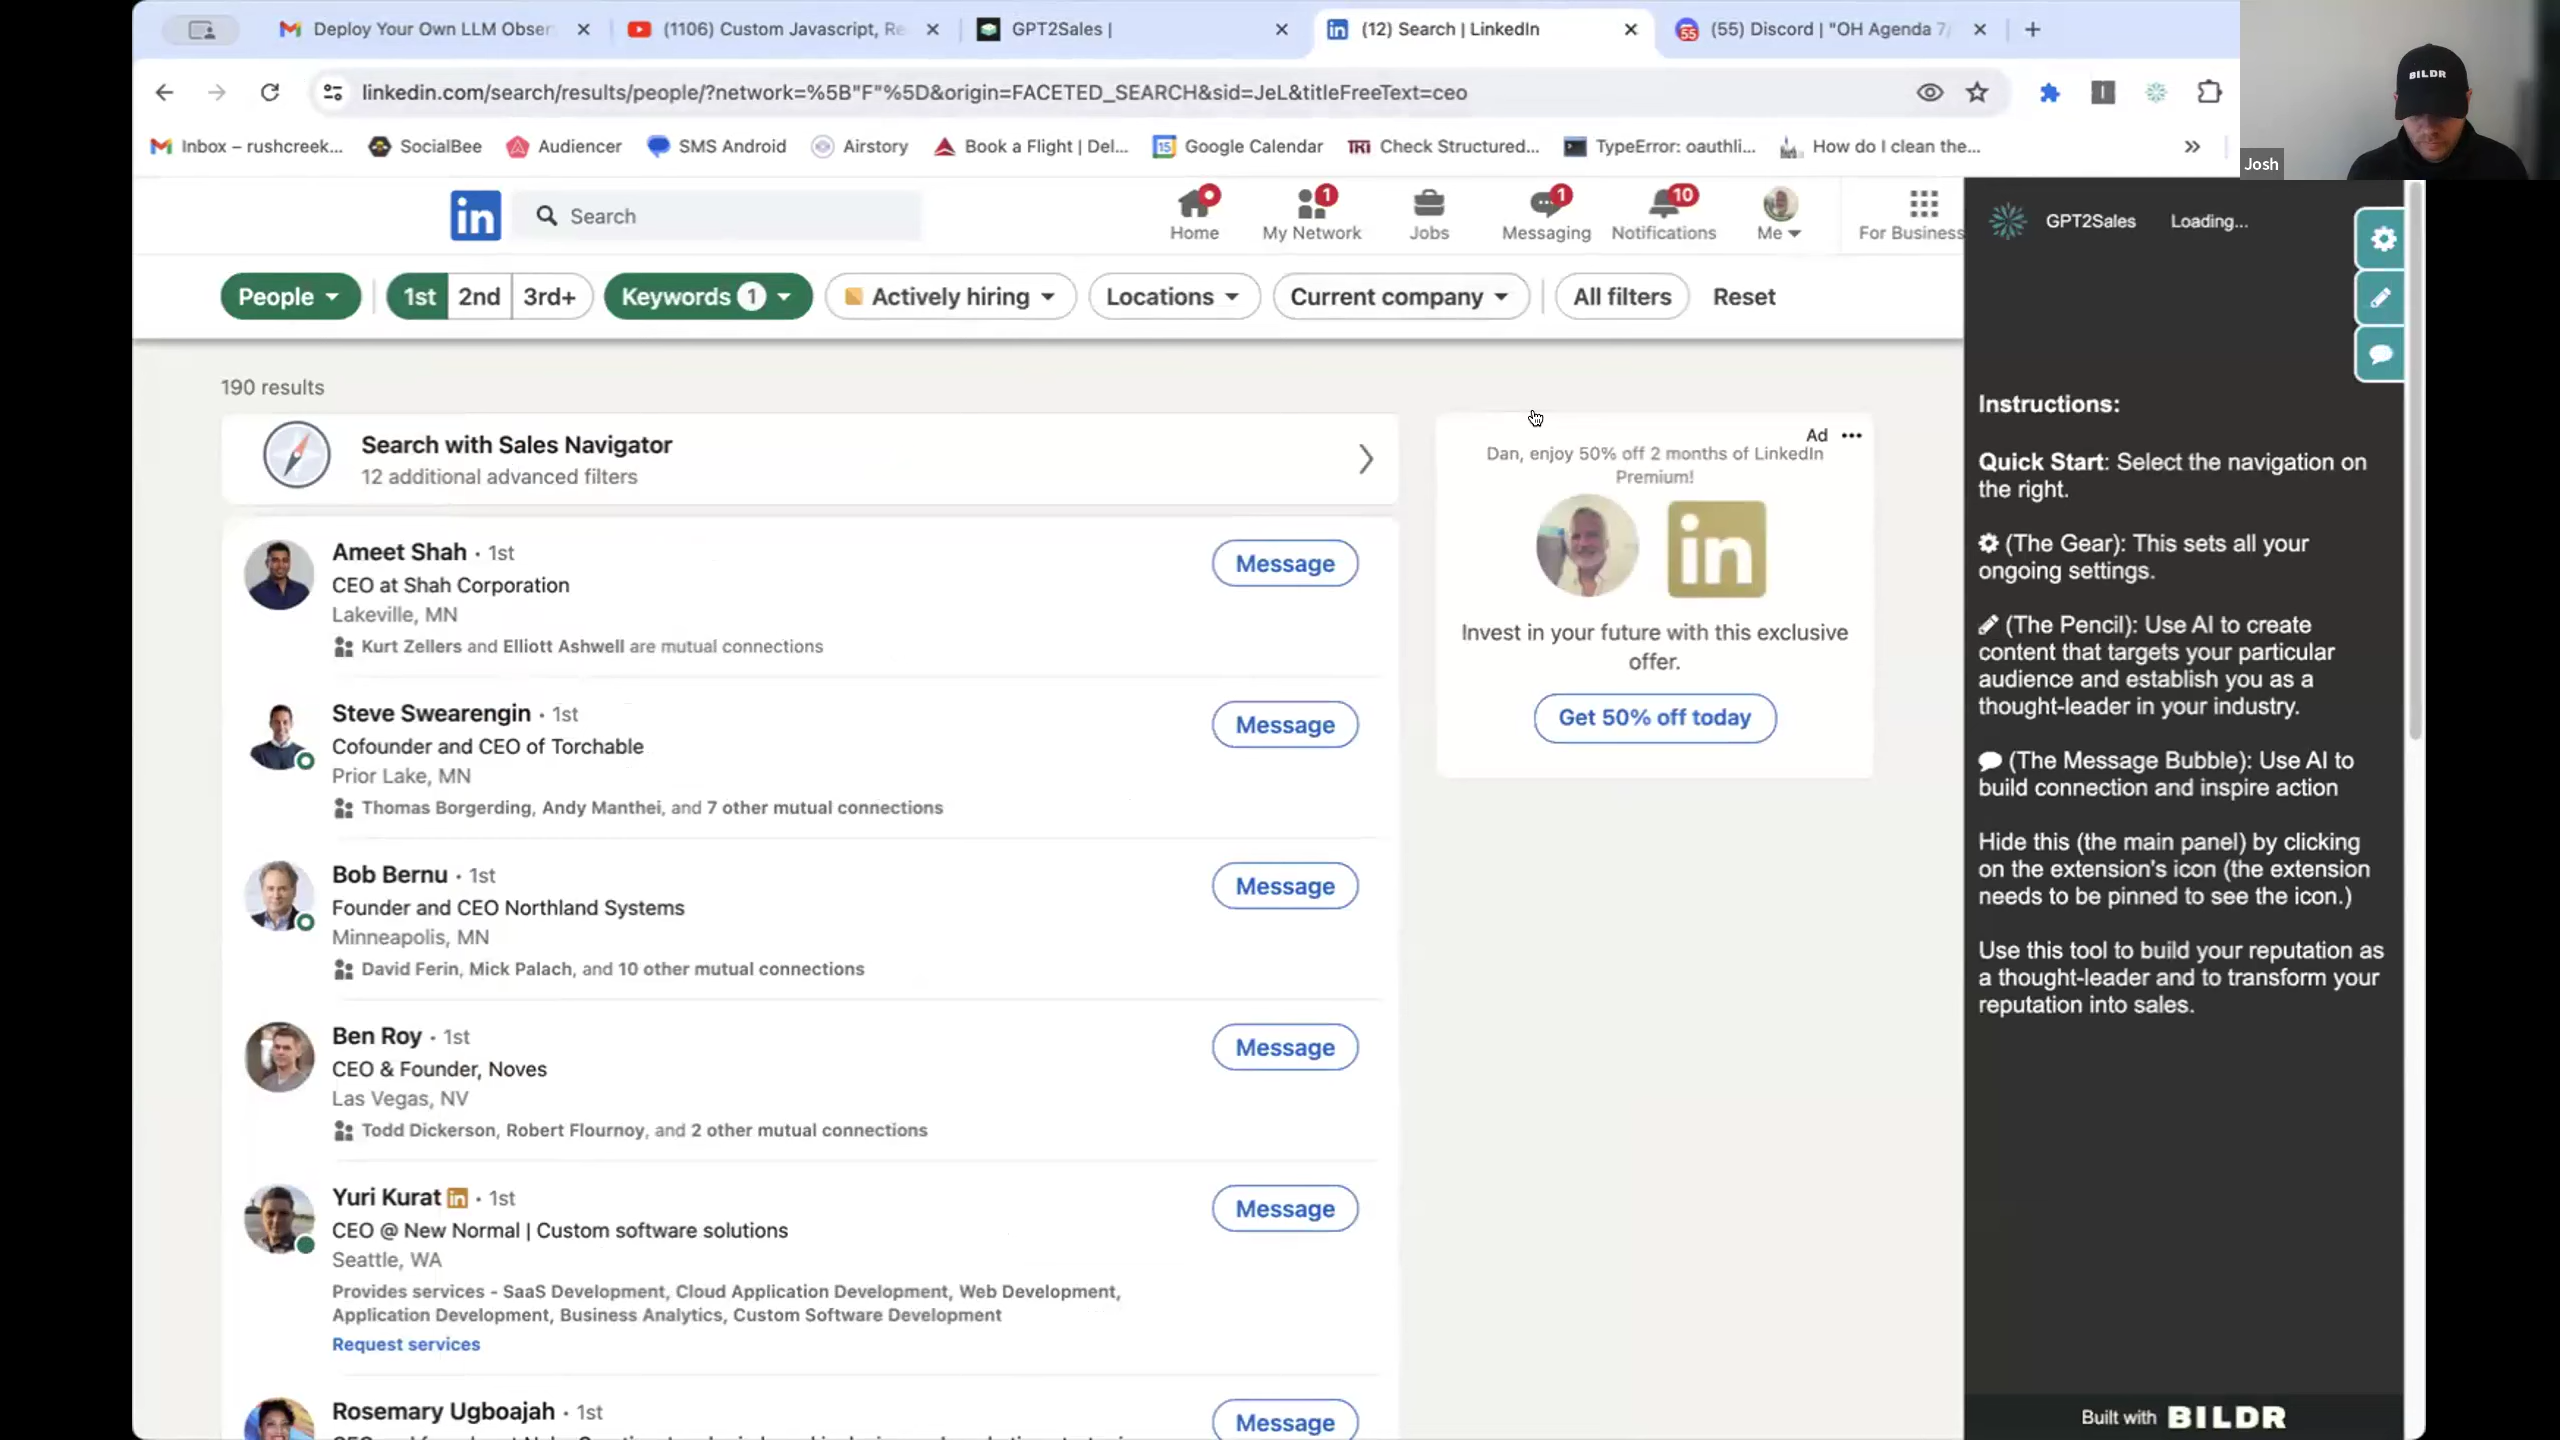 Deploy Your Own LLM Obser
(1106) Custom Javascript, Re
GPT2Sales |
(12) Search | LinkedIn
(55) Discord | "OH Agenda 7/
linkedin.com/search/results/people/?network=%5B"F"%5D&origin=FACETED_SEARCH&sid=JeL&titleFreeText=ceo
Inbox – rushcreek...
SocialBee
Audiencer
SMS Android
Airstory
Book a Flight | Del...
Google Calendar
Check Structured...
TypeError: oauthli...
How do I clean the...
BILDR
Josh
in
Search
Home
1
My Network
Jobs
1
Messaging
10
Notifications
Me
For Business
People
1st
2nd
3rd+
Keywords 1
Actively hiring
Locations
Current company
All filters
Reset
190 results
Search with Sales Navigator
12 additional advanced filters
Ameet Shah • 1st
CEO at Shah Corporation
Lakeville, MN
Kurt Zellers and Elliott Ashwell are mutual connections
Message
Steve Swearengin • 1st
Cofounder and CEO of Torchable
Prior Lake, MN
Thomas Borgerding, Andy Manthei, and 7 other mutual connections
Message
Bob Bernu • 1st
Founder and CEO Northland Systems
Minneapolis, MN
David Ferin, Mick Palach, and 10 other mutual connections
Message
Ben Roy • 1st
CEO & Founder, Noves
Las Vegas, NV
Todd Dickerson, Robert Flournoy, and 2 other mutual connections
Message
Yuri Kurat in • 1st
CEO @ New Normal | Custom software solutions
Seattle, WA
Provides services - SaaS Development, Cloud Application Development, Web Development,
Application Development, Business Analytics, Custom Software Development
Request services
Message
Rosemary Ugboajah • 1st
Message
Ad
Dan, enjoy 50% off 2 months of LinkedIn
Premium!
in
Invest in your future with this exclusive
offer.
Get 50% off today
GPT2Sales
Loading...
Instructions:
Quick Start: Select the navigation on
the right.
(The Gear): This sets all your
ongoing settings.
(The Pencil): Use AI to create
content that targets your particular
audience and establish you as a
thought-leader in your industry.
(The Message Bubble): Use AI to
build connection and inspire action
Hide this (the main panel) by clicking
on the extension's icon (the extension
needs to be pinned to see the icon.)
Use this tool to build your reputation as
a thought-leader and to transform your
reputation into sales.
Built with BILDR